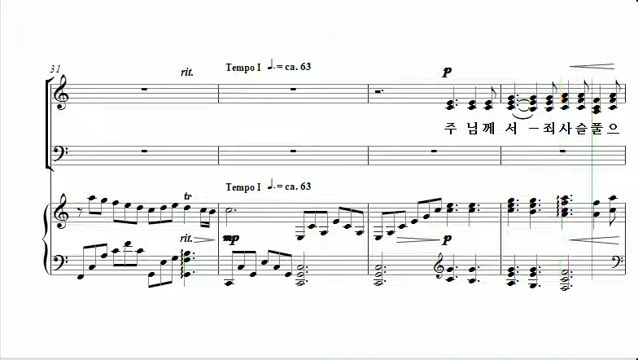 31
rit.
Tempo I ♩. = ca. 63
p
주 님 께 서 ─ 죄 사 슬 풀 으
Tempo I ♩. = ca. 63
tr
rit.
mp
p